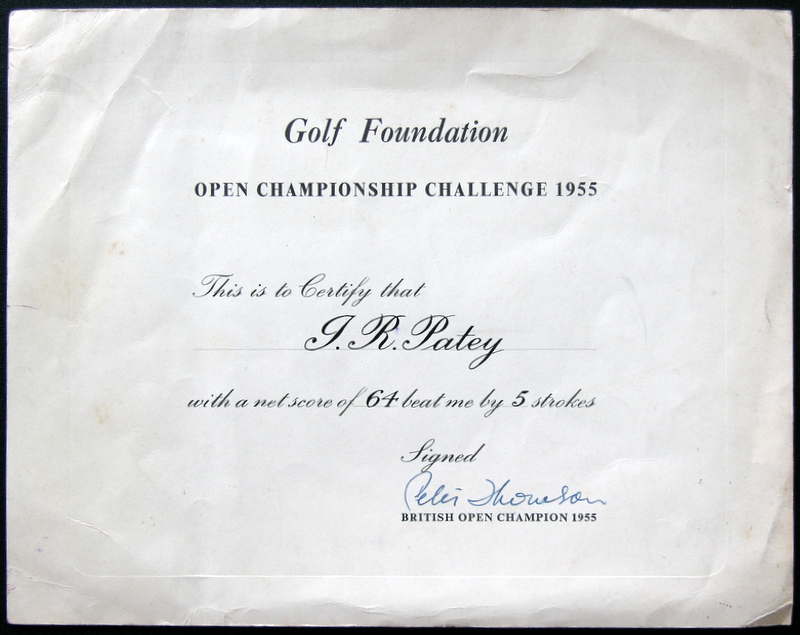 Golf Foundation
OPEN CHAMPIONSHIP CHALLENGE 1955
This is to Certify that
I. R. Patey
with a net score of 64 beat me by 5 strokes
Signed
Peter Thomson
BRITISH OPEN CHAMPION 1955